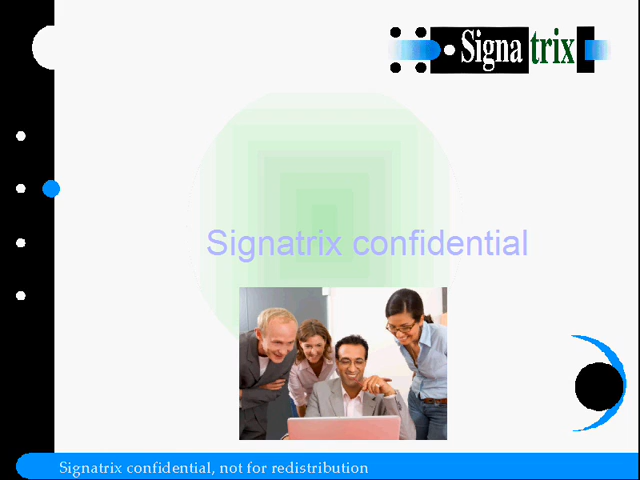 Signatrix
Signatrix confidential
Signatrix confidential, not for redistribution